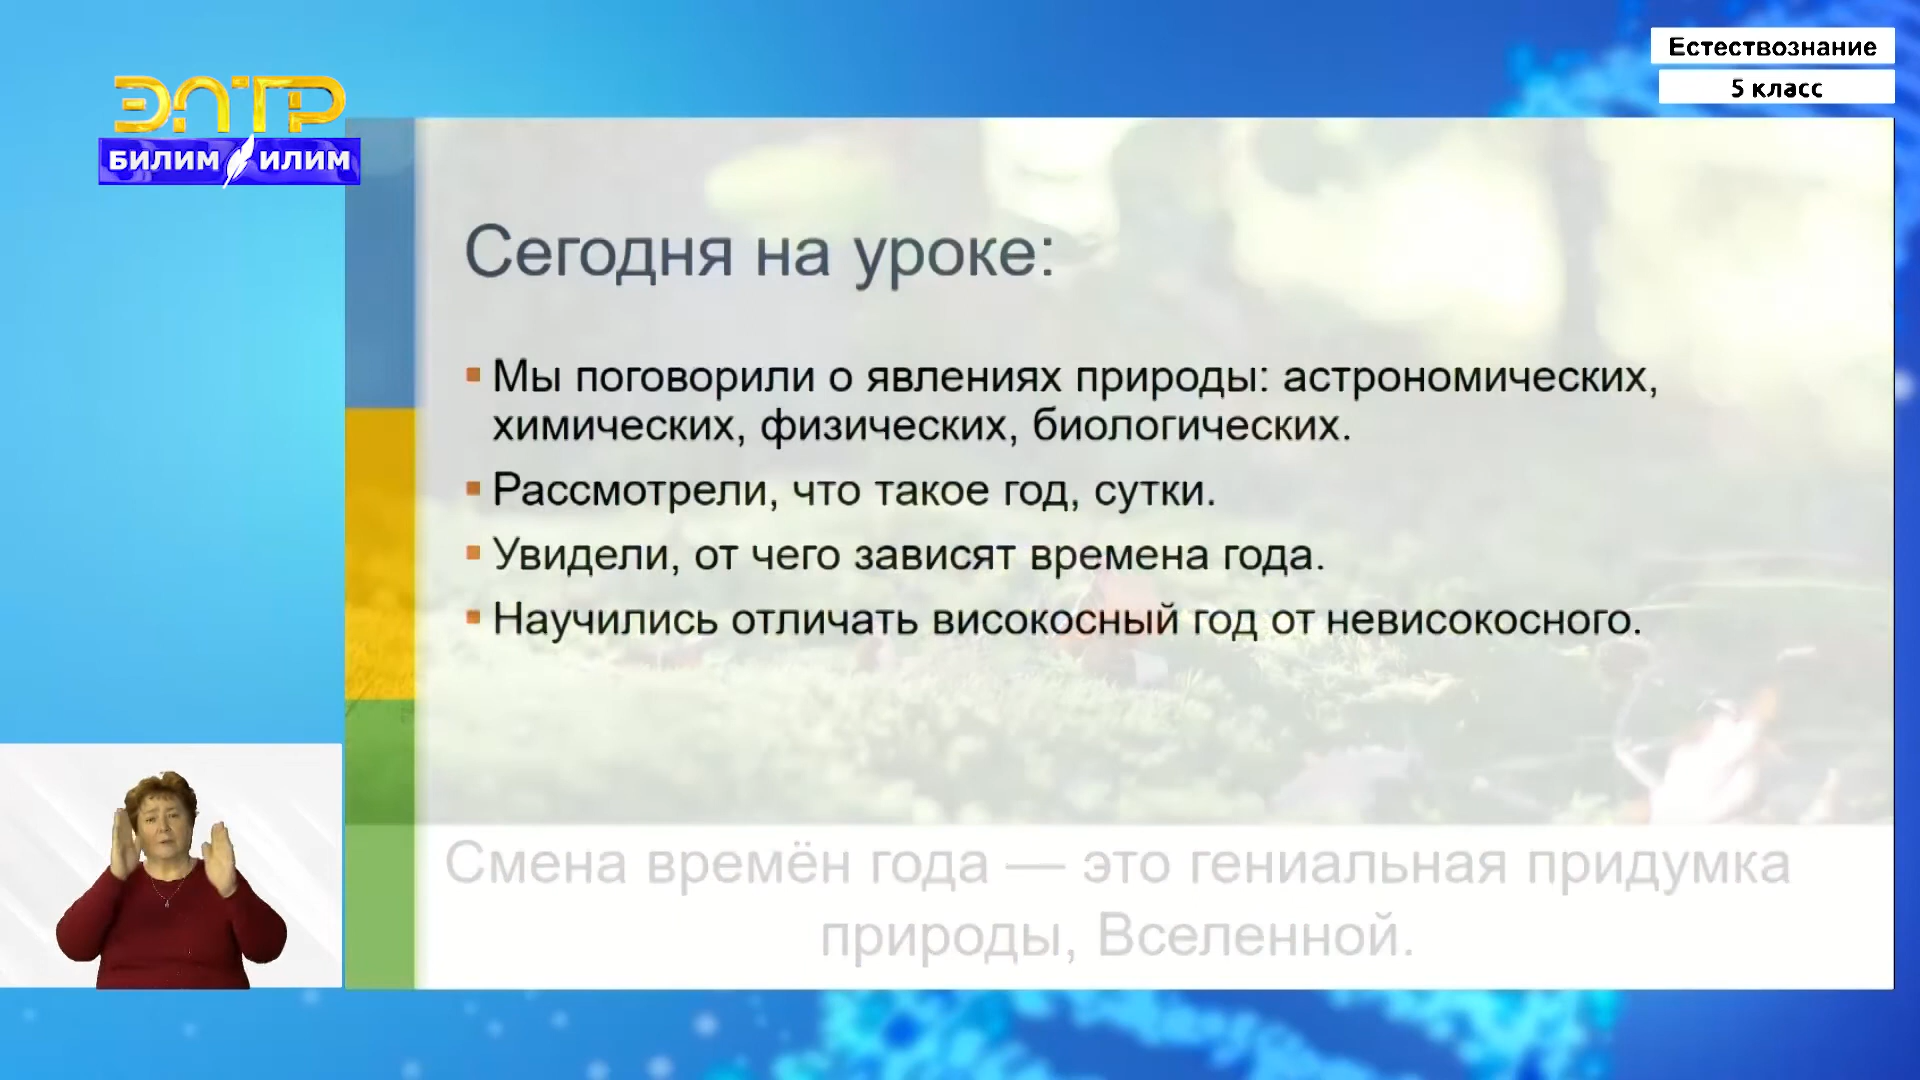 Естествознание
5 класс
ЭЛТР
БИЛИМ ИЛИМ
Сегодня на уроке:
Мы поговорили о явлениях природы: астрономических,
химических, физических, биологических.
Рассмотрели, что такое год, сутки.
Увидели, от чего зависят времена года.
Научились отличать високосный год от невисокосного.
Смена времён года — это гениальная придумка
природы, Вселенной.